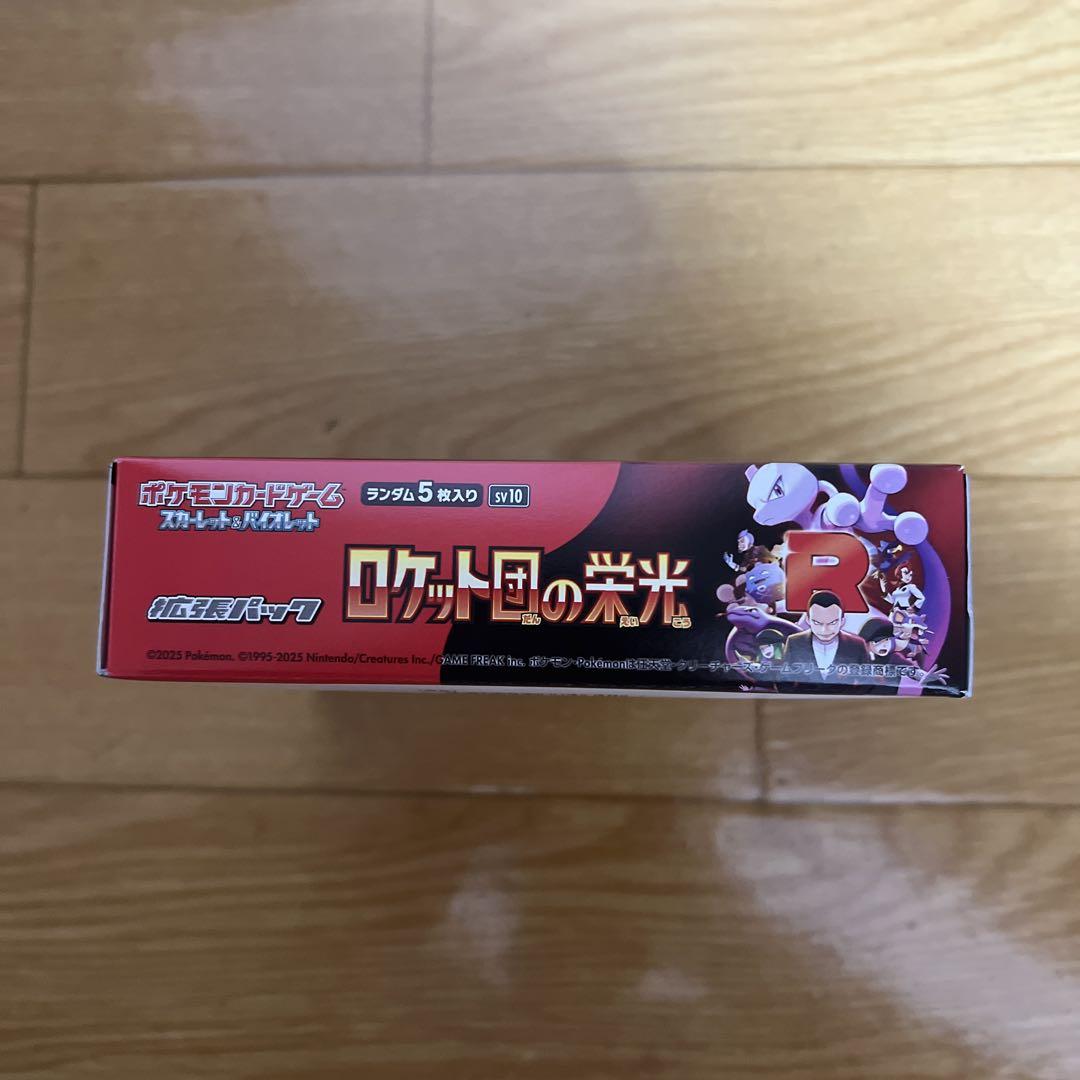 ポケモンカードゲーム
スカーレット&バイオレット
ランダム5枚入り
SV10
拡張パック
ロケット団の栄光
だん えいこう
R
©2025 Pokémon. ©1995-2025 Nintendo/Creatures Inc./GAME FREAK inc. ポケモン・Pokémonは任天堂・クリーチャーズ・ゲームフリークの登録商標です。